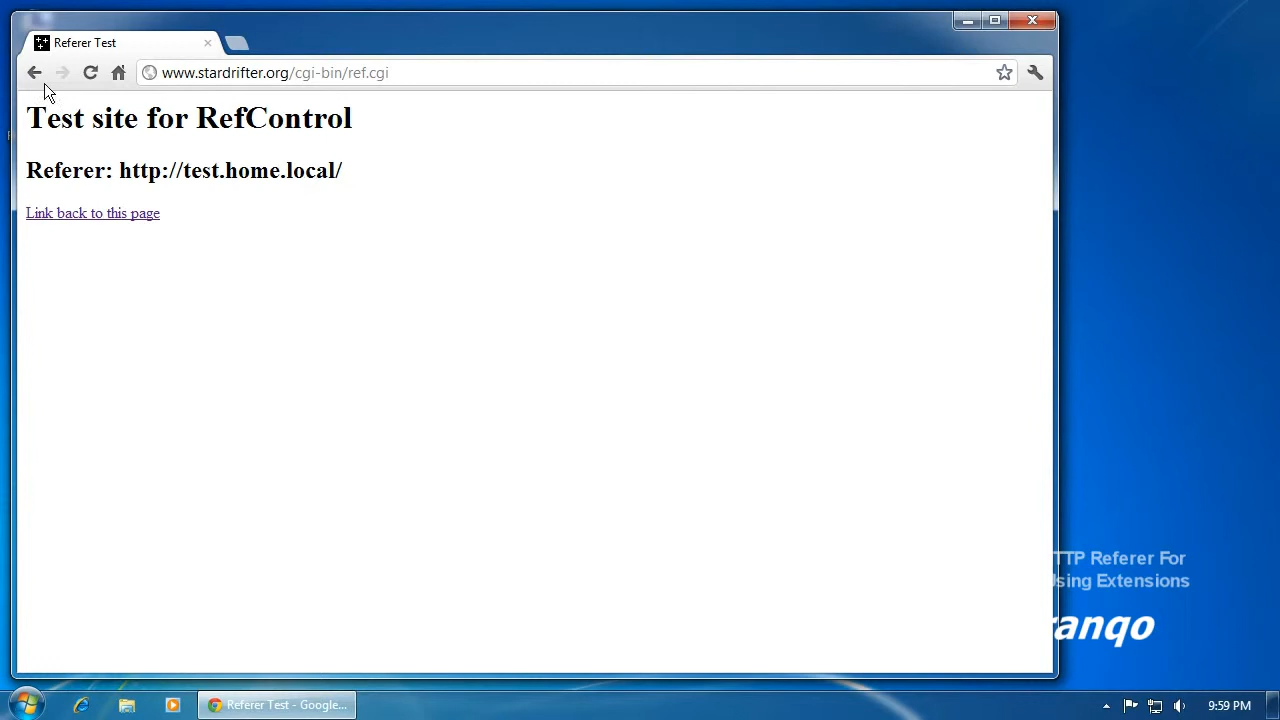 Referer Test
www.stardrifter.org/cgi-bin/ref.cgi
Test site for RefControl
Referer: http://test.home.local/
Link back to this page
TTP Referer For
Using Extensions
ranqo
Referer Test - Google...
9:59 PM